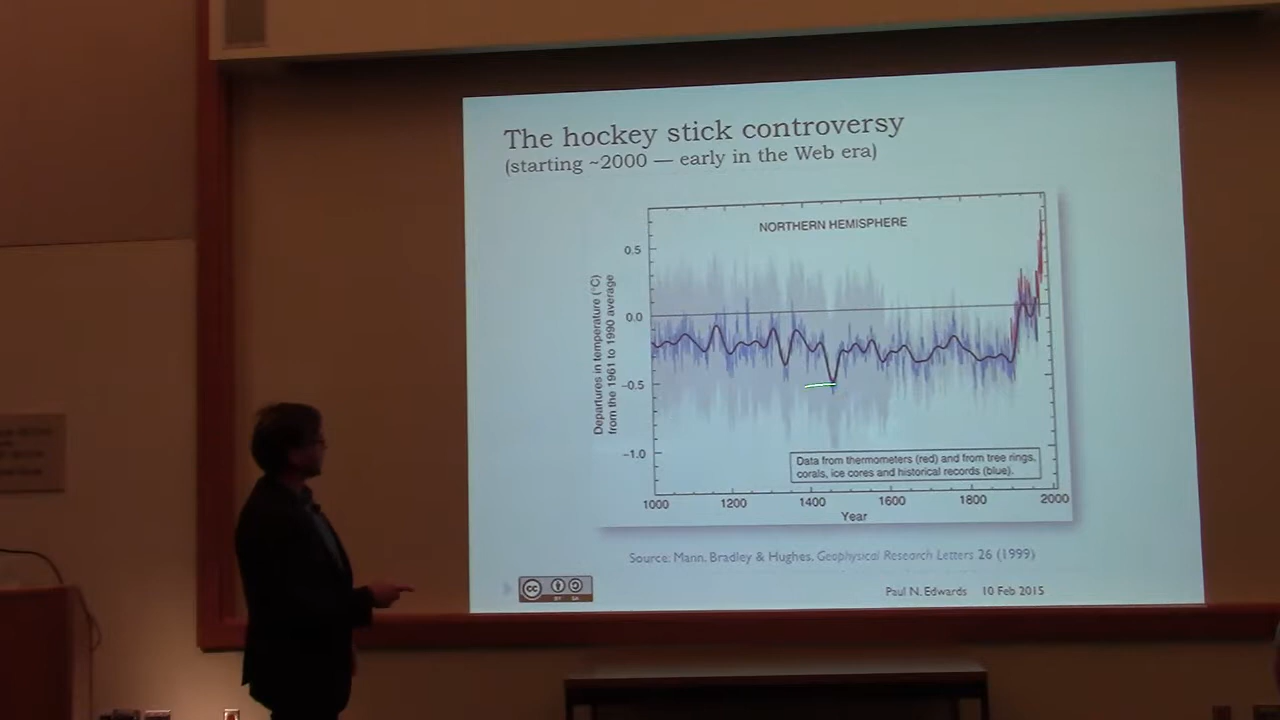 The hockey stick controversy
(starting ~2000 — early in the Web era)
NORTHERN HEMISPHERE
Departures in temperature (°C)
from the 1961 to 1990 average
0.5
0.0
−0.5
−1.0
Data from thermometers (red) and from tree rings,
corals, ice cores and historical records (blue).
1000 1200 1400 1600 1800 2000
Year
Source: Mann, Bradley & Hughes, Geophysical Research Letters 26 (1999)
cc
BY SA
Paul N. Edwards 10 Feb 2015